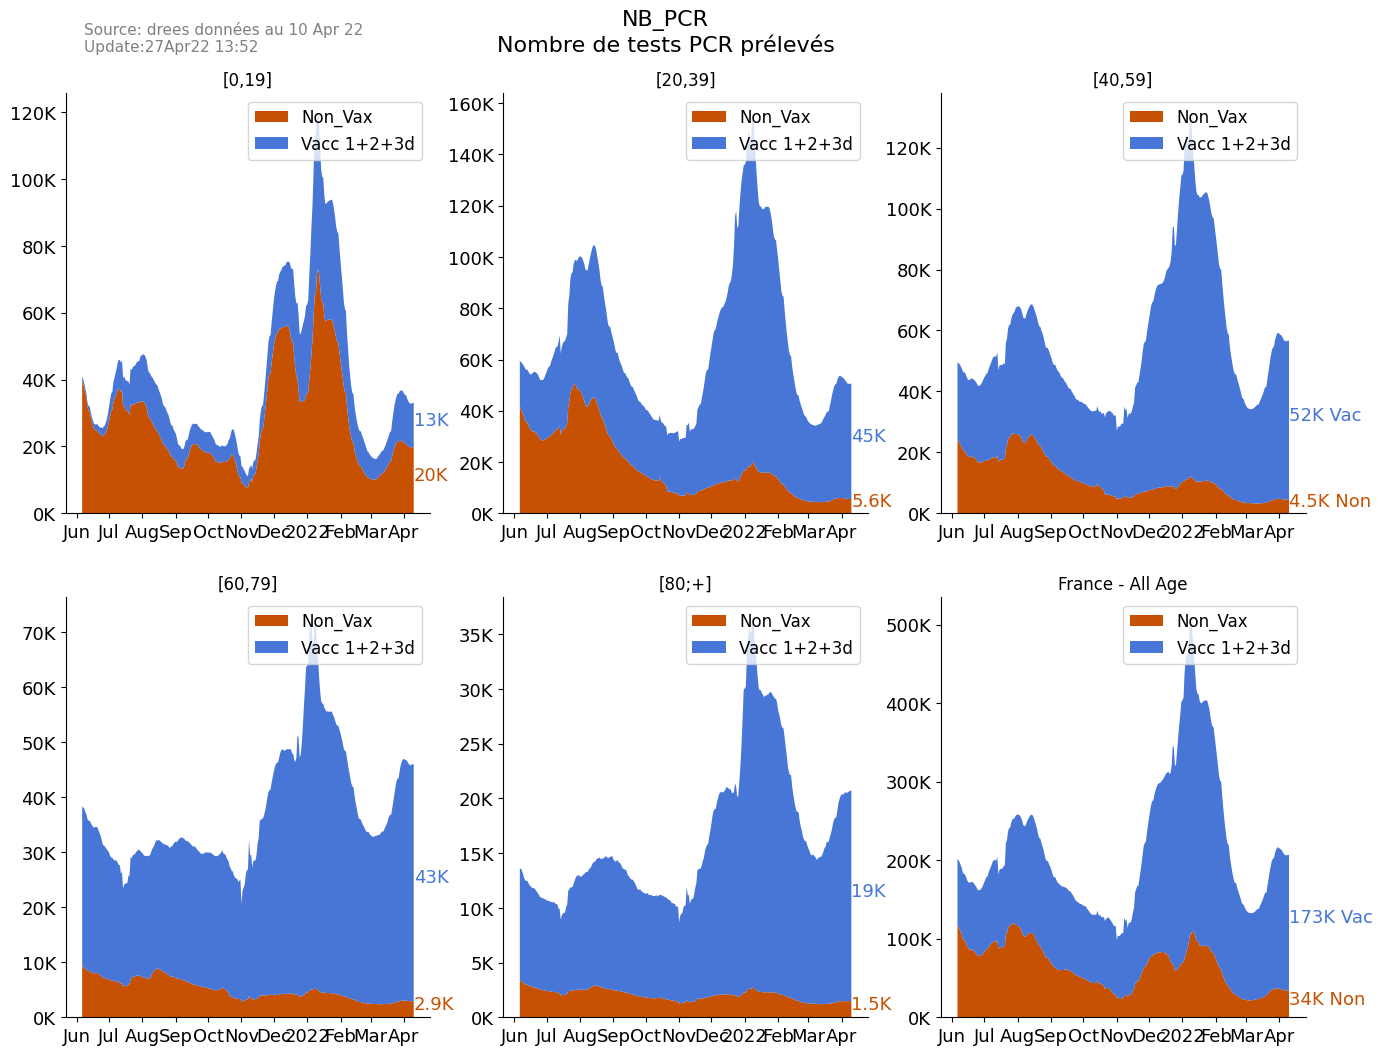 Source: drees données au 10 Apr 22
Update:27Apr22 13:52
NB_PCR
Nombre de tests PCR prélevés
[0,19]
120K
100K
80K
60K
40K
20K
0K
Non_Vax
Vacc 1+2+3d
13K
20K
Jun Jul Aug Sep Oct Nov Dec 2022 Feb Mar Apr
[20,39]
160K
140K
120K
100K
80K
60K
40K
20K
0K
Non_Vax
Vacc 1+2+3d
45K
5.6K
Jun Jul Aug Sep Oct Nov Dec 2022 Feb Mar Apr
[40,59]
120K
100K
80K
60K
40K
20K
0K
Non_Vax
Vacc 1+2+3d
52K Vac
4.5K Non
Jun Jul Aug Sep Oct Nov Dec 2022 Feb Mar Apr
[60,79]
70K
60K
50K
40K
30K
20K
10K
0K
Non_Vax
Vacc 1+2+3d
43K
2.9K
Jun Jul Aug Sep Oct Nov Dec 2022 Feb Mar Apr
[80;+]
35K
30K
25K
20K
15K
10K
5K
0K
Non_Vax
Vacc 1+2+3d
19K
1.5K
Jun Jul Aug Sep Oct Nov Dec 2022 Feb Mar Apr
France - All Age
500K
400K
300K
200K
100K
0K
Non_Vax
Vacc 1+2+3d
173K Vac
34K Non
Jun Jul Aug Sep Oct Nov Dec 2022 Feb Mar Apr